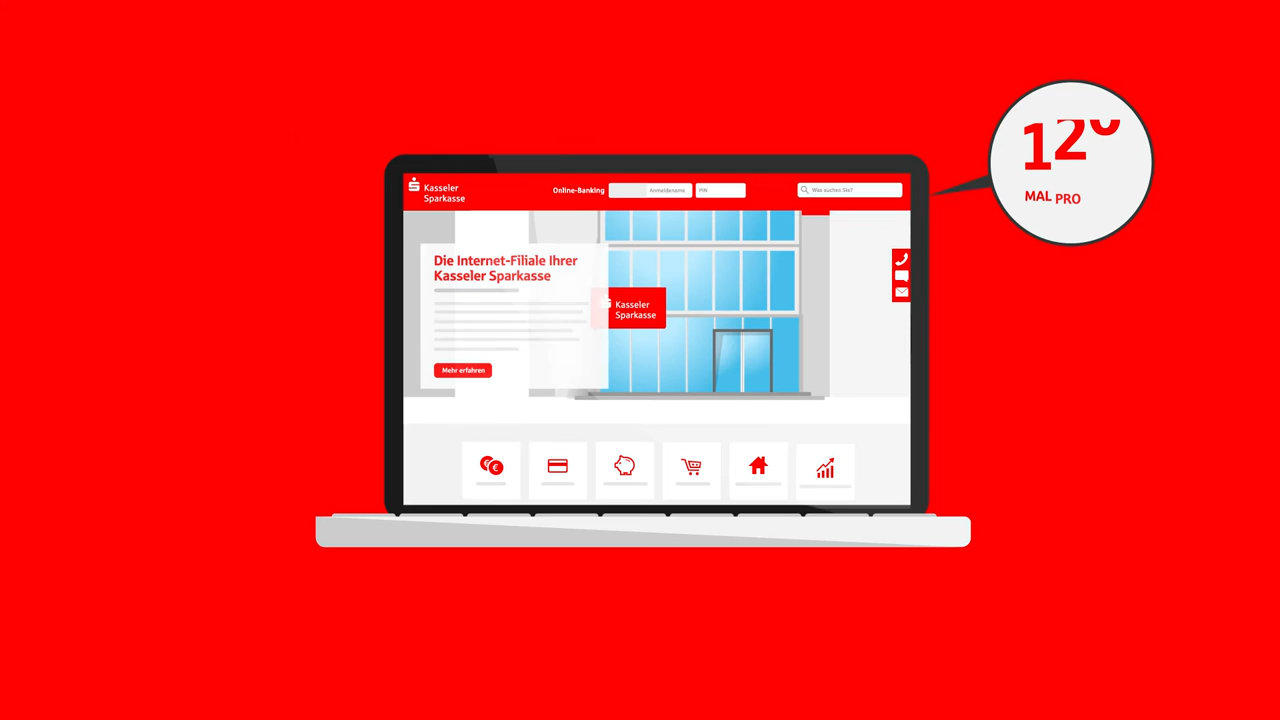 Kasseler
Sparkasse
Online-Banking
Anmeldename
PIN
Was suchen Sie?
Die Internet-Filiale Ihrer
Kasseler Sparkasse
Mehr erfahren
Kasseler
Sparkasse
12
MAL PRO